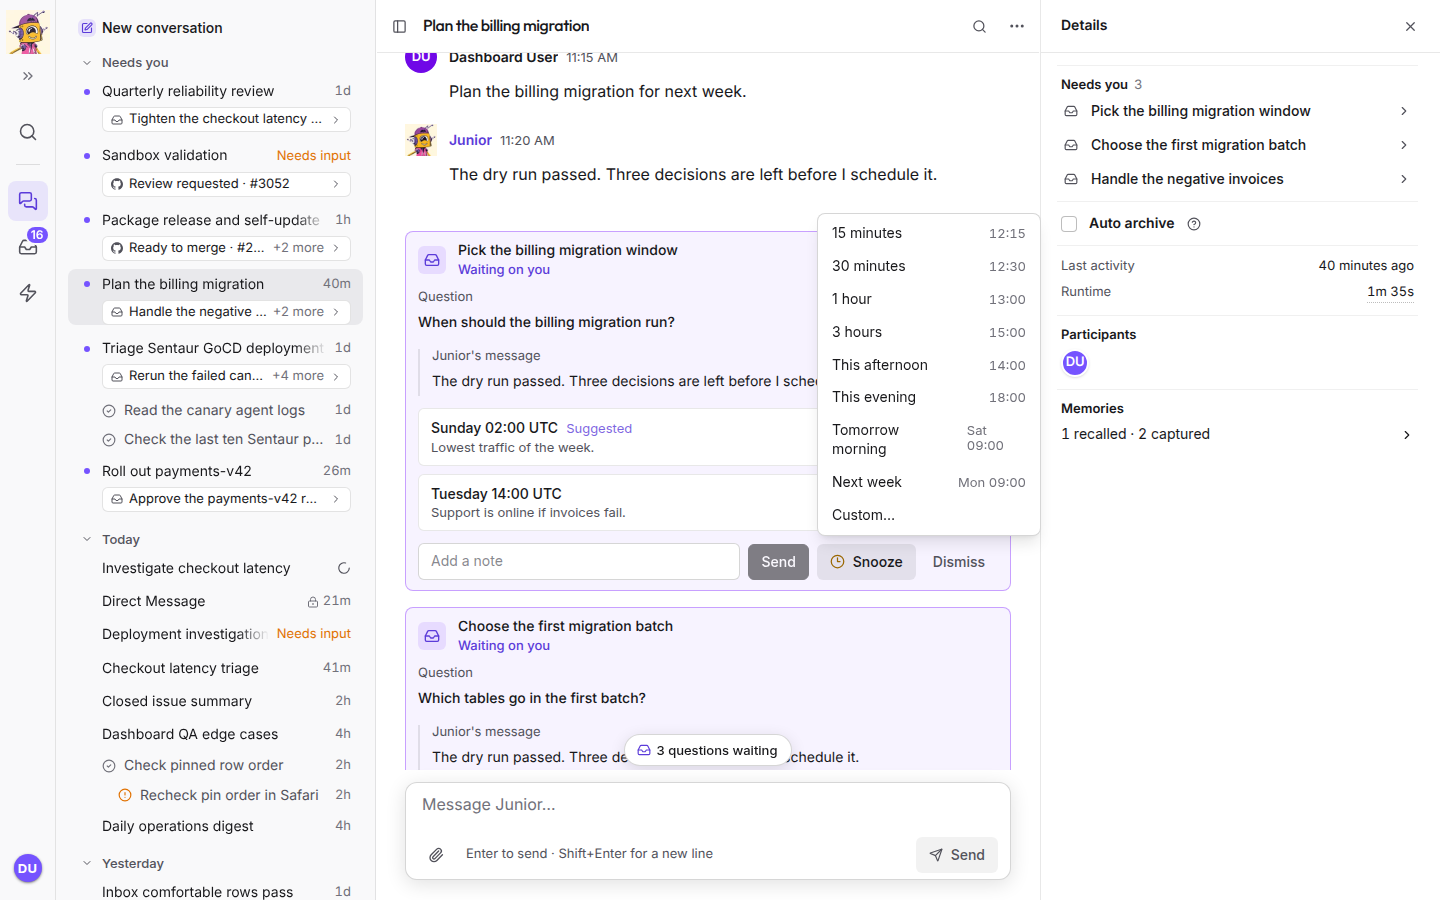 New conversation
Needs you
Quarterly reliability review 1d
Tighten the checkout latency ...
Sandbox validation Needs input
Review requested · #3052
Package release and self-update 1h
Ready to merge · #2... +2 more
Plan the billing migration 40m
Handle the negative ... +2 more
Triage Sentaur GoCD deployment 1d
Rerun the failed can... +4 more
Read the canary agent logs 1d
Check the last ten Sentaur p... 1d
Roll out payments-v42 26m
Approve the payments-v42 r...
Today
Investigate checkout latency
Direct Message 21m
Deployment investigation Needs input
Checkout latency triage 41m
Closed issue summary 2h
Dashboard QA edge cases 4h
Check pinned row order 2h
Recheck pin order in Safari 2h
Daily operations digest 4h
Yesterday
Inbox comfortable rows pass 1d
16
DU
Plan the billing migration
DU Dashboard User 11:15 AM
Plan the billing migration for next week.
Junior 11:20 AM
The dry run passed. Three decisions are left before I schedule it.
Pick the billing migration window
Waiting on you
Question
When should the billing migration run?
Junior's message
The dry run passed. Three decisions are left before I sche
Sunday 02:00 UTC Suggested
Lowest traffic of the week.
Tuesday 14:00 UTC
Support is online if invoices fail.
Add a note
Send
Snooze
Dismiss
15 minutes 12:15
30 minutes 12:30
1 hour 13:00
3 hours 15:00
This afternoon 14:00
This evening 18:00
Tomorrow morning Sat 09:00
Next week Mon 09:00
Custom...
Choose the first migration batch
Waiting on you
Question
Which tables go in the first batch?
Junior's message
The dry run passed. Three de
chedule it.
3 questions waiting
Message Junior...
Enter to send · Shift+Enter for a new line
Send
Details
Needs you 3
Pick the billing migration window
Choose the first migration batch
Handle the negative invoices
Auto archive
Last activity 40 minutes ago
Runtime 1m 35s
Participants
DU
Memories
1 recalled · 2 captured